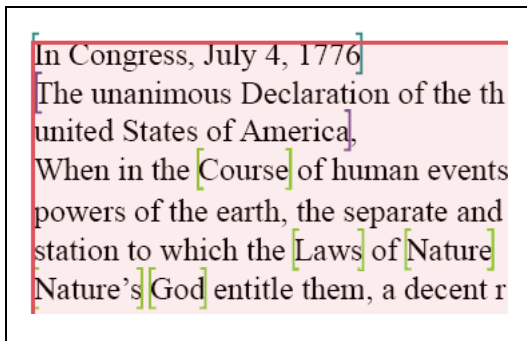 In Congress, July 4, 1776
The unanimous Declaration of the th
united States of America,
When in the Course of human events
powers of the earth, the separate and
station to which the Laws of Nature
Nature’s God entitle them, a decent r